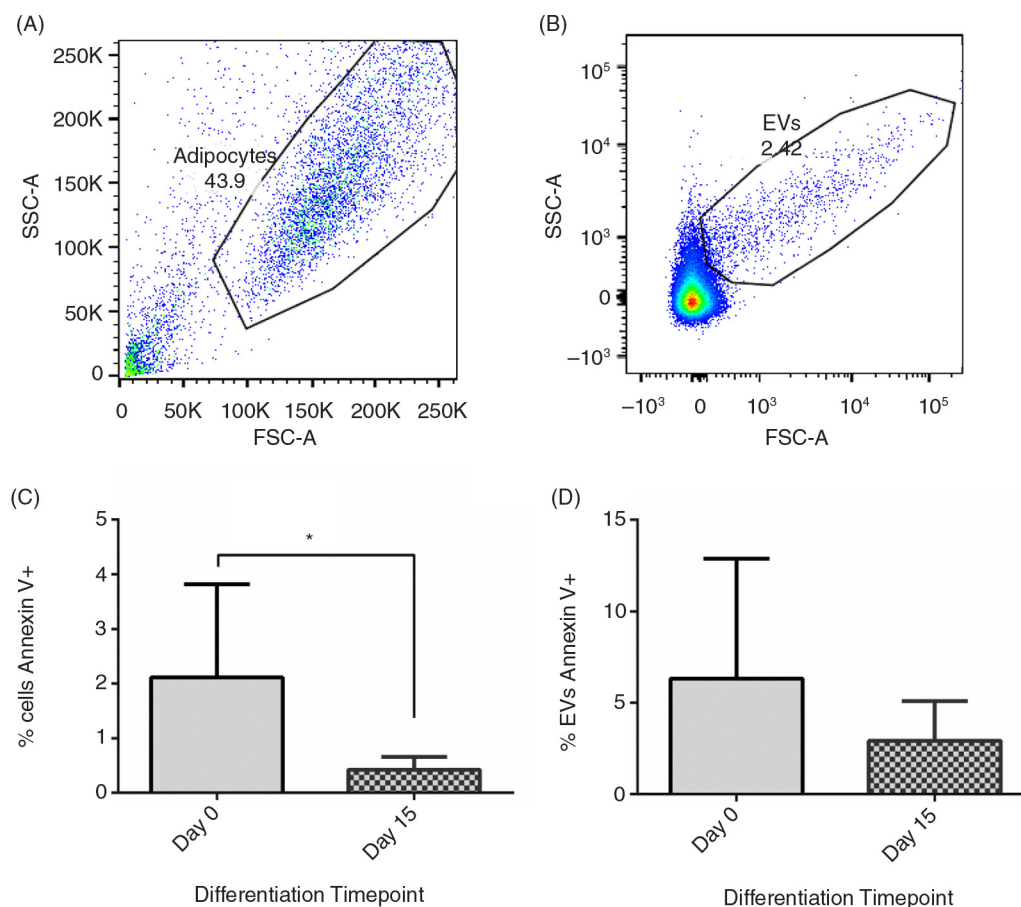 (A)
250K
200K
150K
100K
50K
0
SSC-A
Adipocytes
43.9
0 50K 100K 150K 200K 250K
FSC-A
(B)
10⁵
10⁴
10³
0
−10³
SSC-A
EVs
2.42
−10³ 0 10³ 10⁴ 10⁵
FSC-A
(C)
5
4
3
2
1
0
% cells Annexin V+
*
Day 0 Day 15
Differentiation Timepoint
(D)
15
10
5
0
% EVs Annexin V+
Day 0 Day 15
Differentiation Timepoint